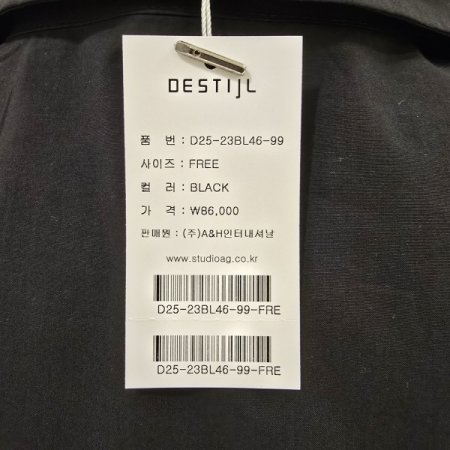 DESTIJL
품 번 : D25-23BL46-99
사이즈 : FREE
컬 러 : BLACK
가 격 : ₩86,000
판매원 : (주)A&H인터내셔날
www.studioag.co.kr
D25-23BL46-99-FRE
D25-23BL46-99-FRE